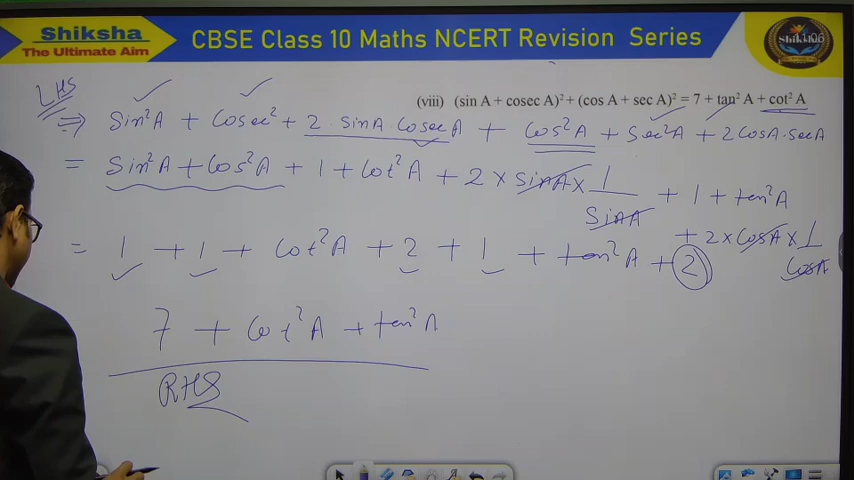 Shiksha
The Ultimate Aim
CBSE Class 10 Maths NCERT Revision Series
(viii) (sin A + cosec A)² + (cos A + sec A)² = 7 + tan² A + cot² A
LHS
⇒ Sin²A + Cosec² + 2 SinA CosecA + Cos²A + Sec²A + 2 CosA. SecA
= Sin²A + Cos²A + 1 + Cot²A + 2 × SinA × 1/SinA + 1 + tan²A
+ 2 × CosA × 1/CosA
= 1 + 1 + Cot²A + 2 + 1 + tan²A + 2
7 + Cot²A + tan²A
RHS